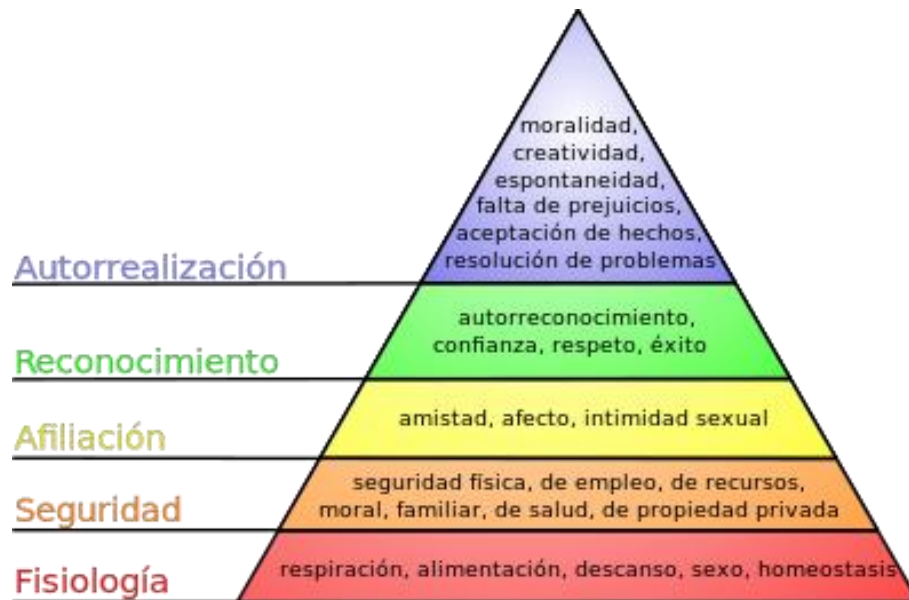 moralidad,
creatividad,
espontaneidad,
falta de prejuicios,
aceptación de hechos,
resolución de problemas
Autorrealización
autorreconocimiento,
confianza, respeto, éxito
Reconocimiento
amistad, afecto, intimidad sexual
Afiliación
seguridad física, de empleo, de recursos,
moral, familiar, de salud, de propiedad privada
Seguridad
respiración, alimentación, descanso, sexo, homeostasis
Fisiología